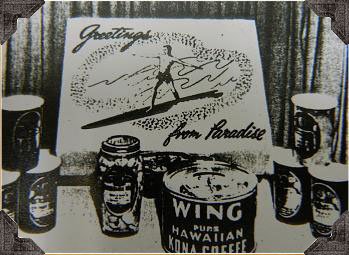 Greetings
from Paradise
WING
PURE
HAWAIIAN
KONA COFFEE